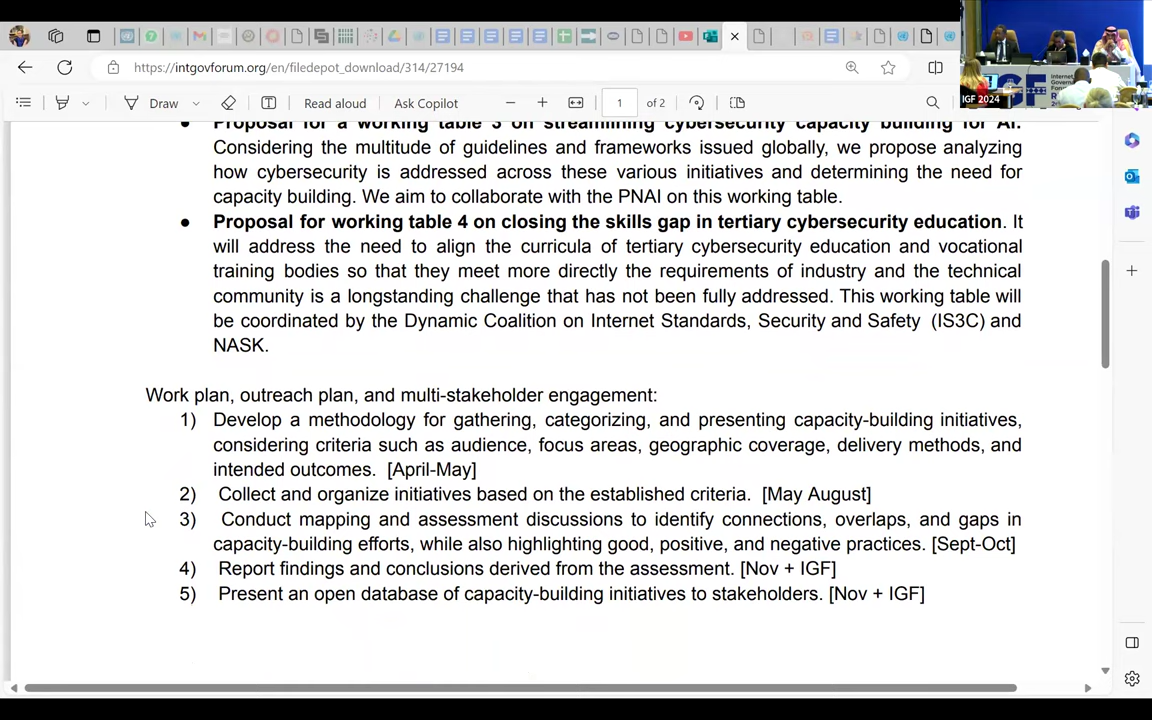 https://intgovforum.org/en/filedepot_download/314/27194
Draw
Read aloud
Ask Copilot
1
of 2
IGF 2024
Proposal for a working table 3 on streamlining cybersecurity capacity building for AI.
Considering the multitude of guidelines and frameworks issued globally, we propose analyzing
how cybersecurity is addressed across these various initiatives and determining the need for
capacity building. We aim to collaborate with the PNAI on this working table.
● Proposal for working table 4 on closing the skills gap in tertiary cybersecurity education. It
will address the need to align the curricula of tertiary cybersecurity education and vocational
training bodies so that they meet more directly the requirements of industry and the technical
community is a longstanding challenge that has not been fully addressed. This working table will
be coordinated by the Dynamic Coalition on Internet Standards, Security and Safety (IS3C) and
NASK.
Work plan, outreach plan, and multi-stakeholder engagement:
1) Develop a methodology for gathering, categorizing, and presenting capacity-building initiatives,
considering criteria such as audience, focus areas, geographic coverage, delivery methods, and
intended outcomes. [April-May]
2) Collect and organize initiatives based on the established criteria. [May August]
3) Conduct mapping and assessment discussions to identify connections, overlaps, and gaps in
capacity-building efforts, while also highlighting good, positive, and negative practices. [Sept-Oct]
4) Report findings and conclusions derived from the assessment. [Nov + IGF]
5) Present an open database of capacity-building initiatives to stakeholders. [Nov + IGF]